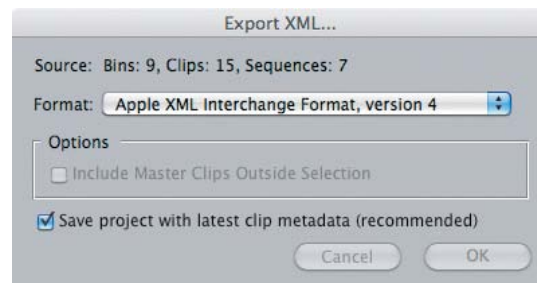 Export XML...
Source: Bins: 9, Clips: 15, Sequences: 7
Format: Apple XML Interchange Format, version 4
Options
Include Master Clips Outside Selection
Save project with latest clip metadata (recommended)
Cancel OK